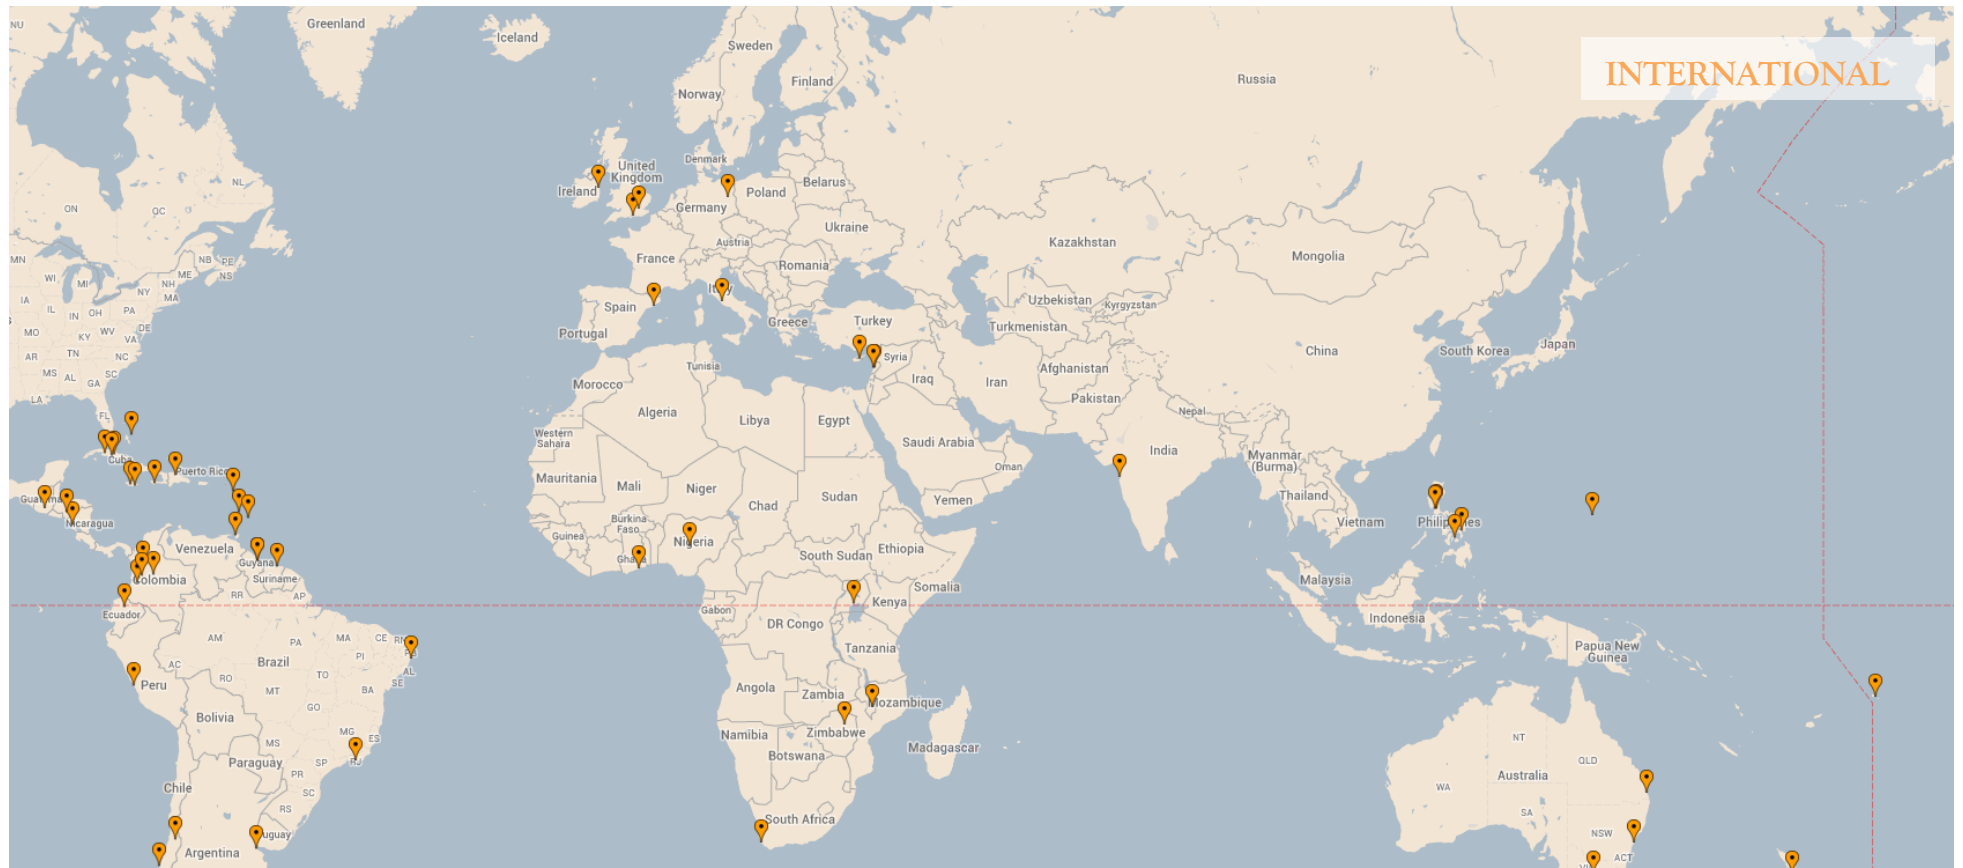 NU
Greenland
Iceland
Sweden
Finland
Norway
Russia
INTERNATIONAL
Denmark
United
Kingdom
Ireland
Belarus
Poland
Germany
NL
ON
QC
Ukraine
Austria
Kazakhstan
Mongolia
France
Romania
MN
NB
PE
WI
MI
ME
NS
NH
NY
MA
IA
IL
IN
OH
PA
Spain
Portugal
Greece
Turkey
Uzbekistan
Kyrgyzstan
Turkmenistan
MO
KY
WV
VA
DE
AR
TN
NC
MS
AL
GA
SC
LA
FL
Tunisia
Syria
Iraq
Iran
Afghanistan
China
South Korea
Japan
Morocco
Algeria
Libya
Egypt
Pakistan
Nepal
Western
Sahara
Saudi Arabia
Oman
India
Myanmar
(Burma)
Cuba
Puerto Rico
Mauritania
Mali
Niger
Chad
Sudan
Yemen
Thailand
Vietnam
Nicaragua
Burkina
Faso
Guinea
Ghana
Nigeria
South Sudan
Ethiopia
Somalia
Philippines
Venezuela
Guyana
Suriname
Colombia
Malaysia
RR
AP
Ecuador
Gabon
Kenya
DR Congo
Indonesia
AM
PA
MA
CE
RN
PB
PI
AL
SE
Tanzania
Papua New
Guinea
Brazil
AC
RO
TO
BA
MT
Peru
Angola
Zambia
Mozambique
GO
Bolivia
MG
ES
MS
Namibia
Zimbabwe
Botswana
Madagascar
NT
QLD
Paraguay
SP
RJ
PR
Chile
SC
RS
WA
Australia
SA
South Africa
NSW
ACT
Argentina